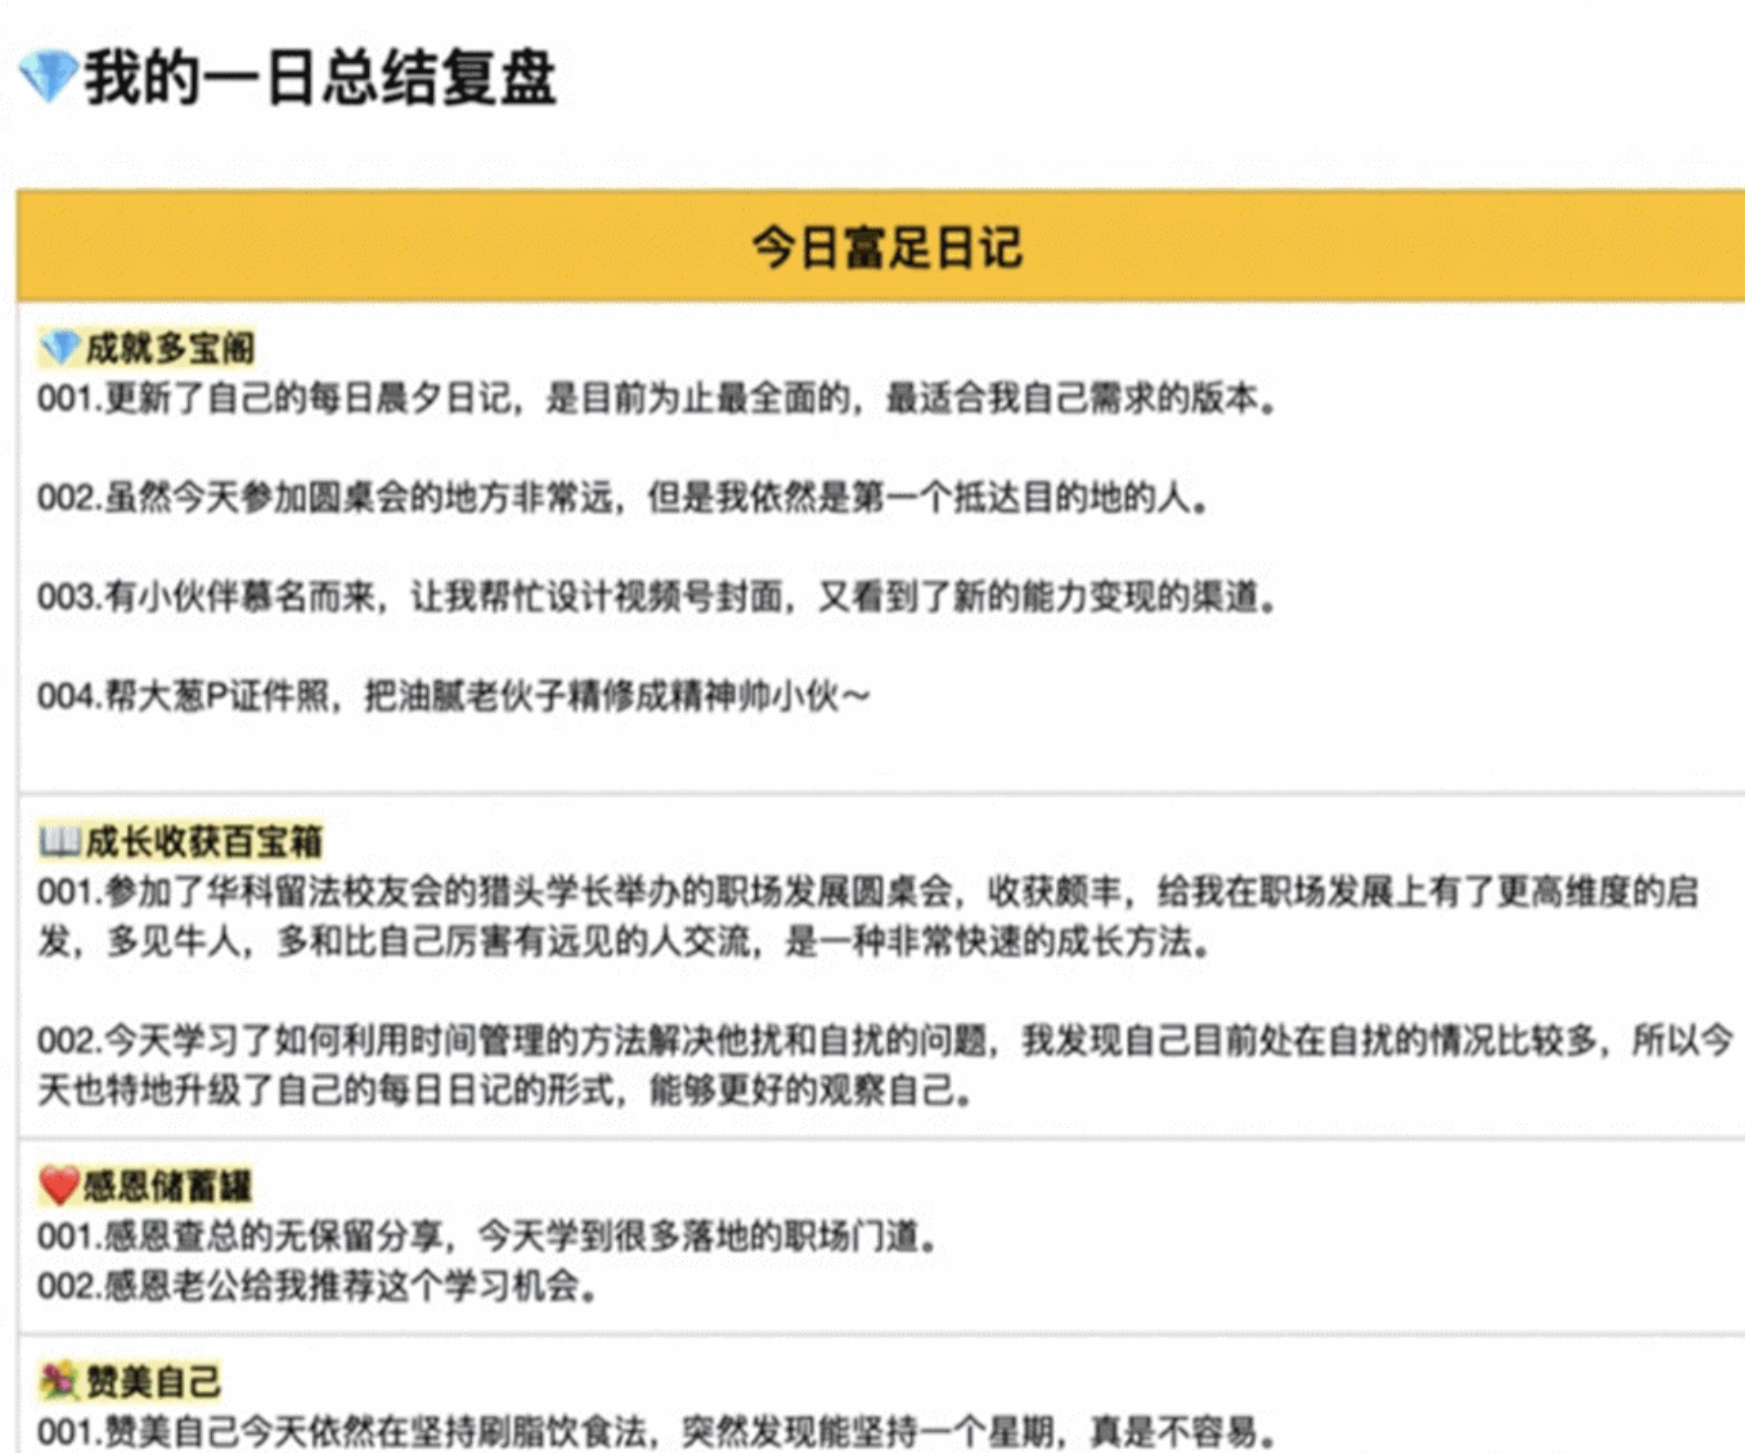 💎我的一日总结复盘
今日富足日记
💎成就多宝阁
001.更新了自己的每日晨夕日记，是目前为止最全面的，最适合我自己需求的版本。
002.虽然今天参加圆桌会的地方非常远，但是我依然是第一个抵达目的地的人。
003.有小伙伴慕名而来，让我帮忙设计视频号封面，又看到了新的能力变现的渠道。
004.帮大葱P证件照，把油腻老伙子精修成精神帅小伙～
📖成长收获百宝箱
001.参加了华科留法校友会的猎头学长举办的职场发展圆桌会，收获颇丰，给我在职场发展上有了更高维度的启
发，多见牛人，多和比自己厉害有远见的人交流，是一种非常快速的成长方法。
002.今天学习了如何利用时间管理的方法解决他扰和自扰的问题，我发现自己目前处在自扰的情况比较多，所以今
天也特地升级了自己的每日日记的形式，能够更好的观察自己。
❤️感恩储蓄罐
001.感恩查总的无保留分享，今天学到很多落地的职场门道。
002.感恩老公给我推荐这个学习机会。
💐赞美自己
001.赞美自己今天依然在坚持刷脂饮食法，突然发现能坚持一个星期，真是不容易。